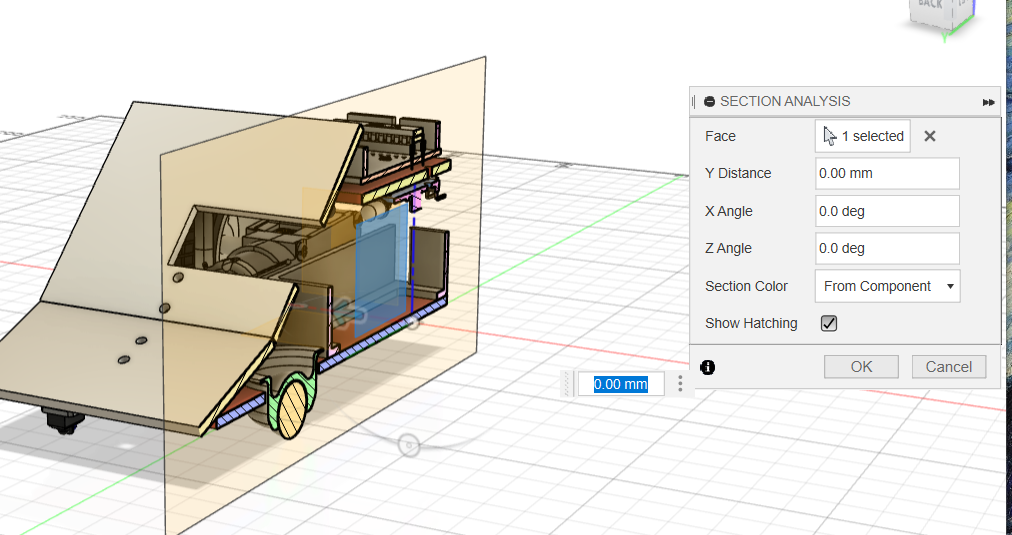 BACK
SECTION ANALYSIS
Face
1 selected
Y Distance
0.00 mm
X Angle
0.0 deg
Z Angle
0.0 deg
Section Color
From Component
Show Hatching
OK
Cancel
0.00 mm